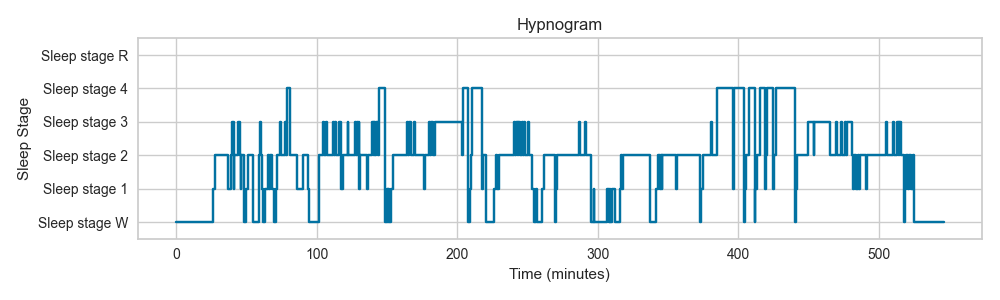 Hypnogram
Sleep Stage
Sleep stage R
Sleep stage 4
Sleep stage 3
Sleep stage 2
Sleep stage 1
Sleep stage W
0 100 200 300 400 500
Time (minutes)